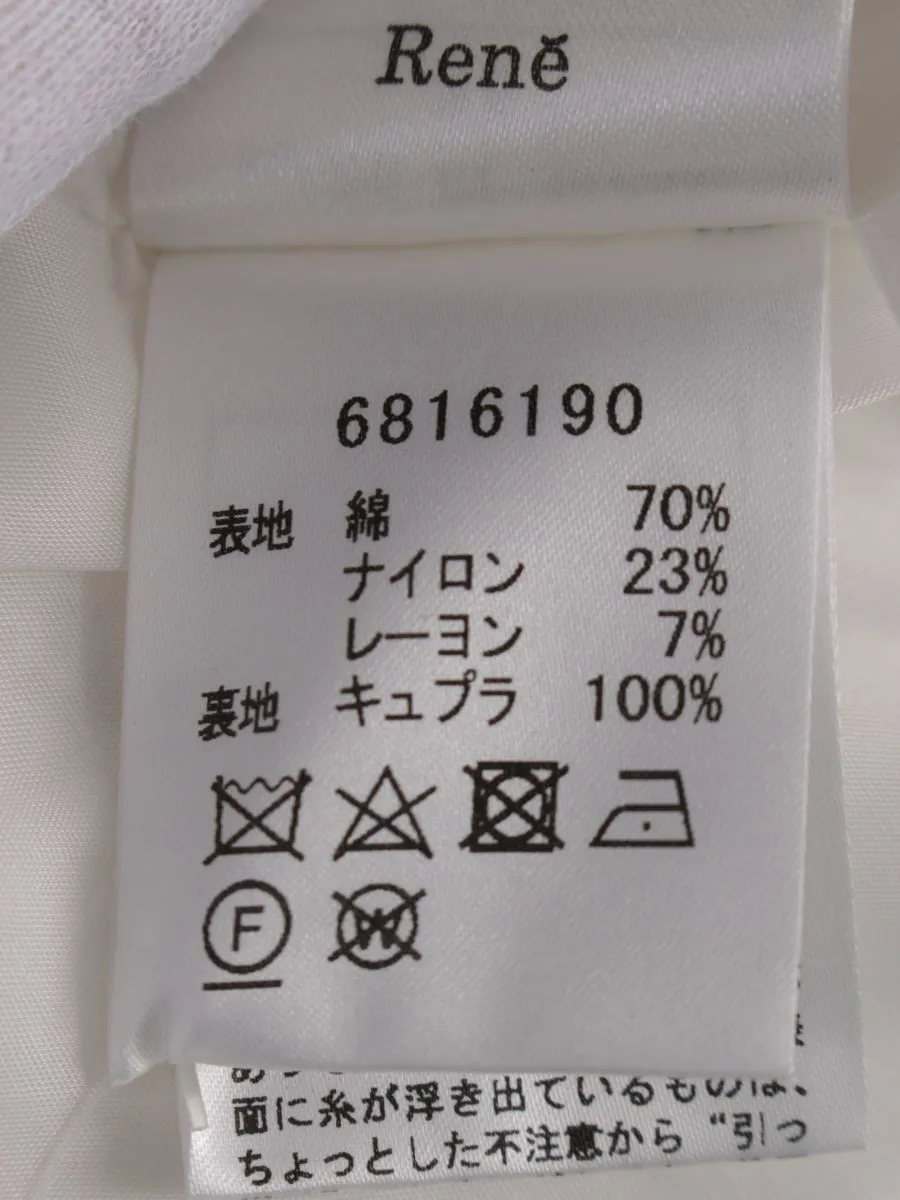 René
6816190
表地 綿 70%
ナイロン 23%
レーヨン 7%
裏地 キュプラ 100%
F W
面に糸が浮き出ているものは、
ちょっとした不注意から“引っ